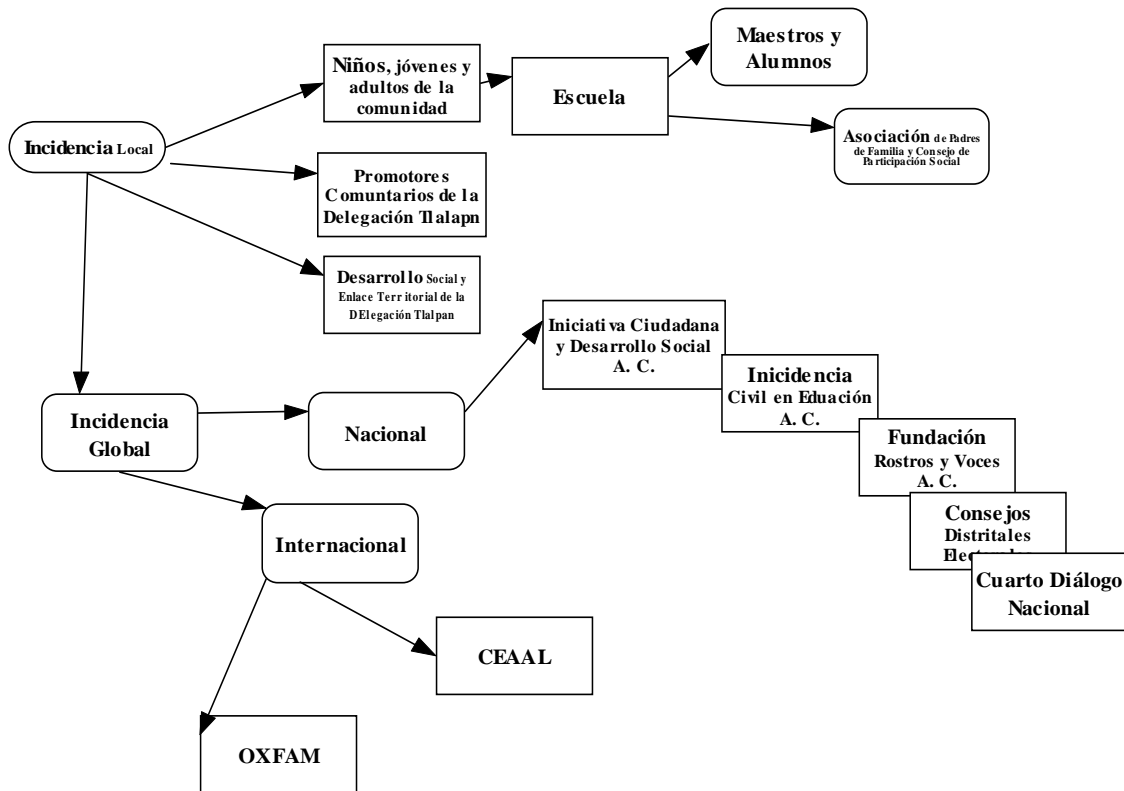 Niños, jóvenes y
adultos de la
comunidad
Escuela
Maestros y
Alumnos
Asociación de Padres
de Familia y Consejo de
Participación Social
Incidencia Local
Promotores
Comuntarios de la
Delegación Tlalapn
Desarrollo Social y
Enlace Territorial de la
DElegación Tlalpan
Iniciativa Ciudadana
y Desarrollo Social
A. C.
Inicidencia
Civil en Eduación
A. C.
Fundación
Rostros y Voces
A. C.
Consejos
Distritales
Cuarto Diálogo
Nacional
Incidencia
Global
Nacional
Internacional
CEAAL
OXFAM